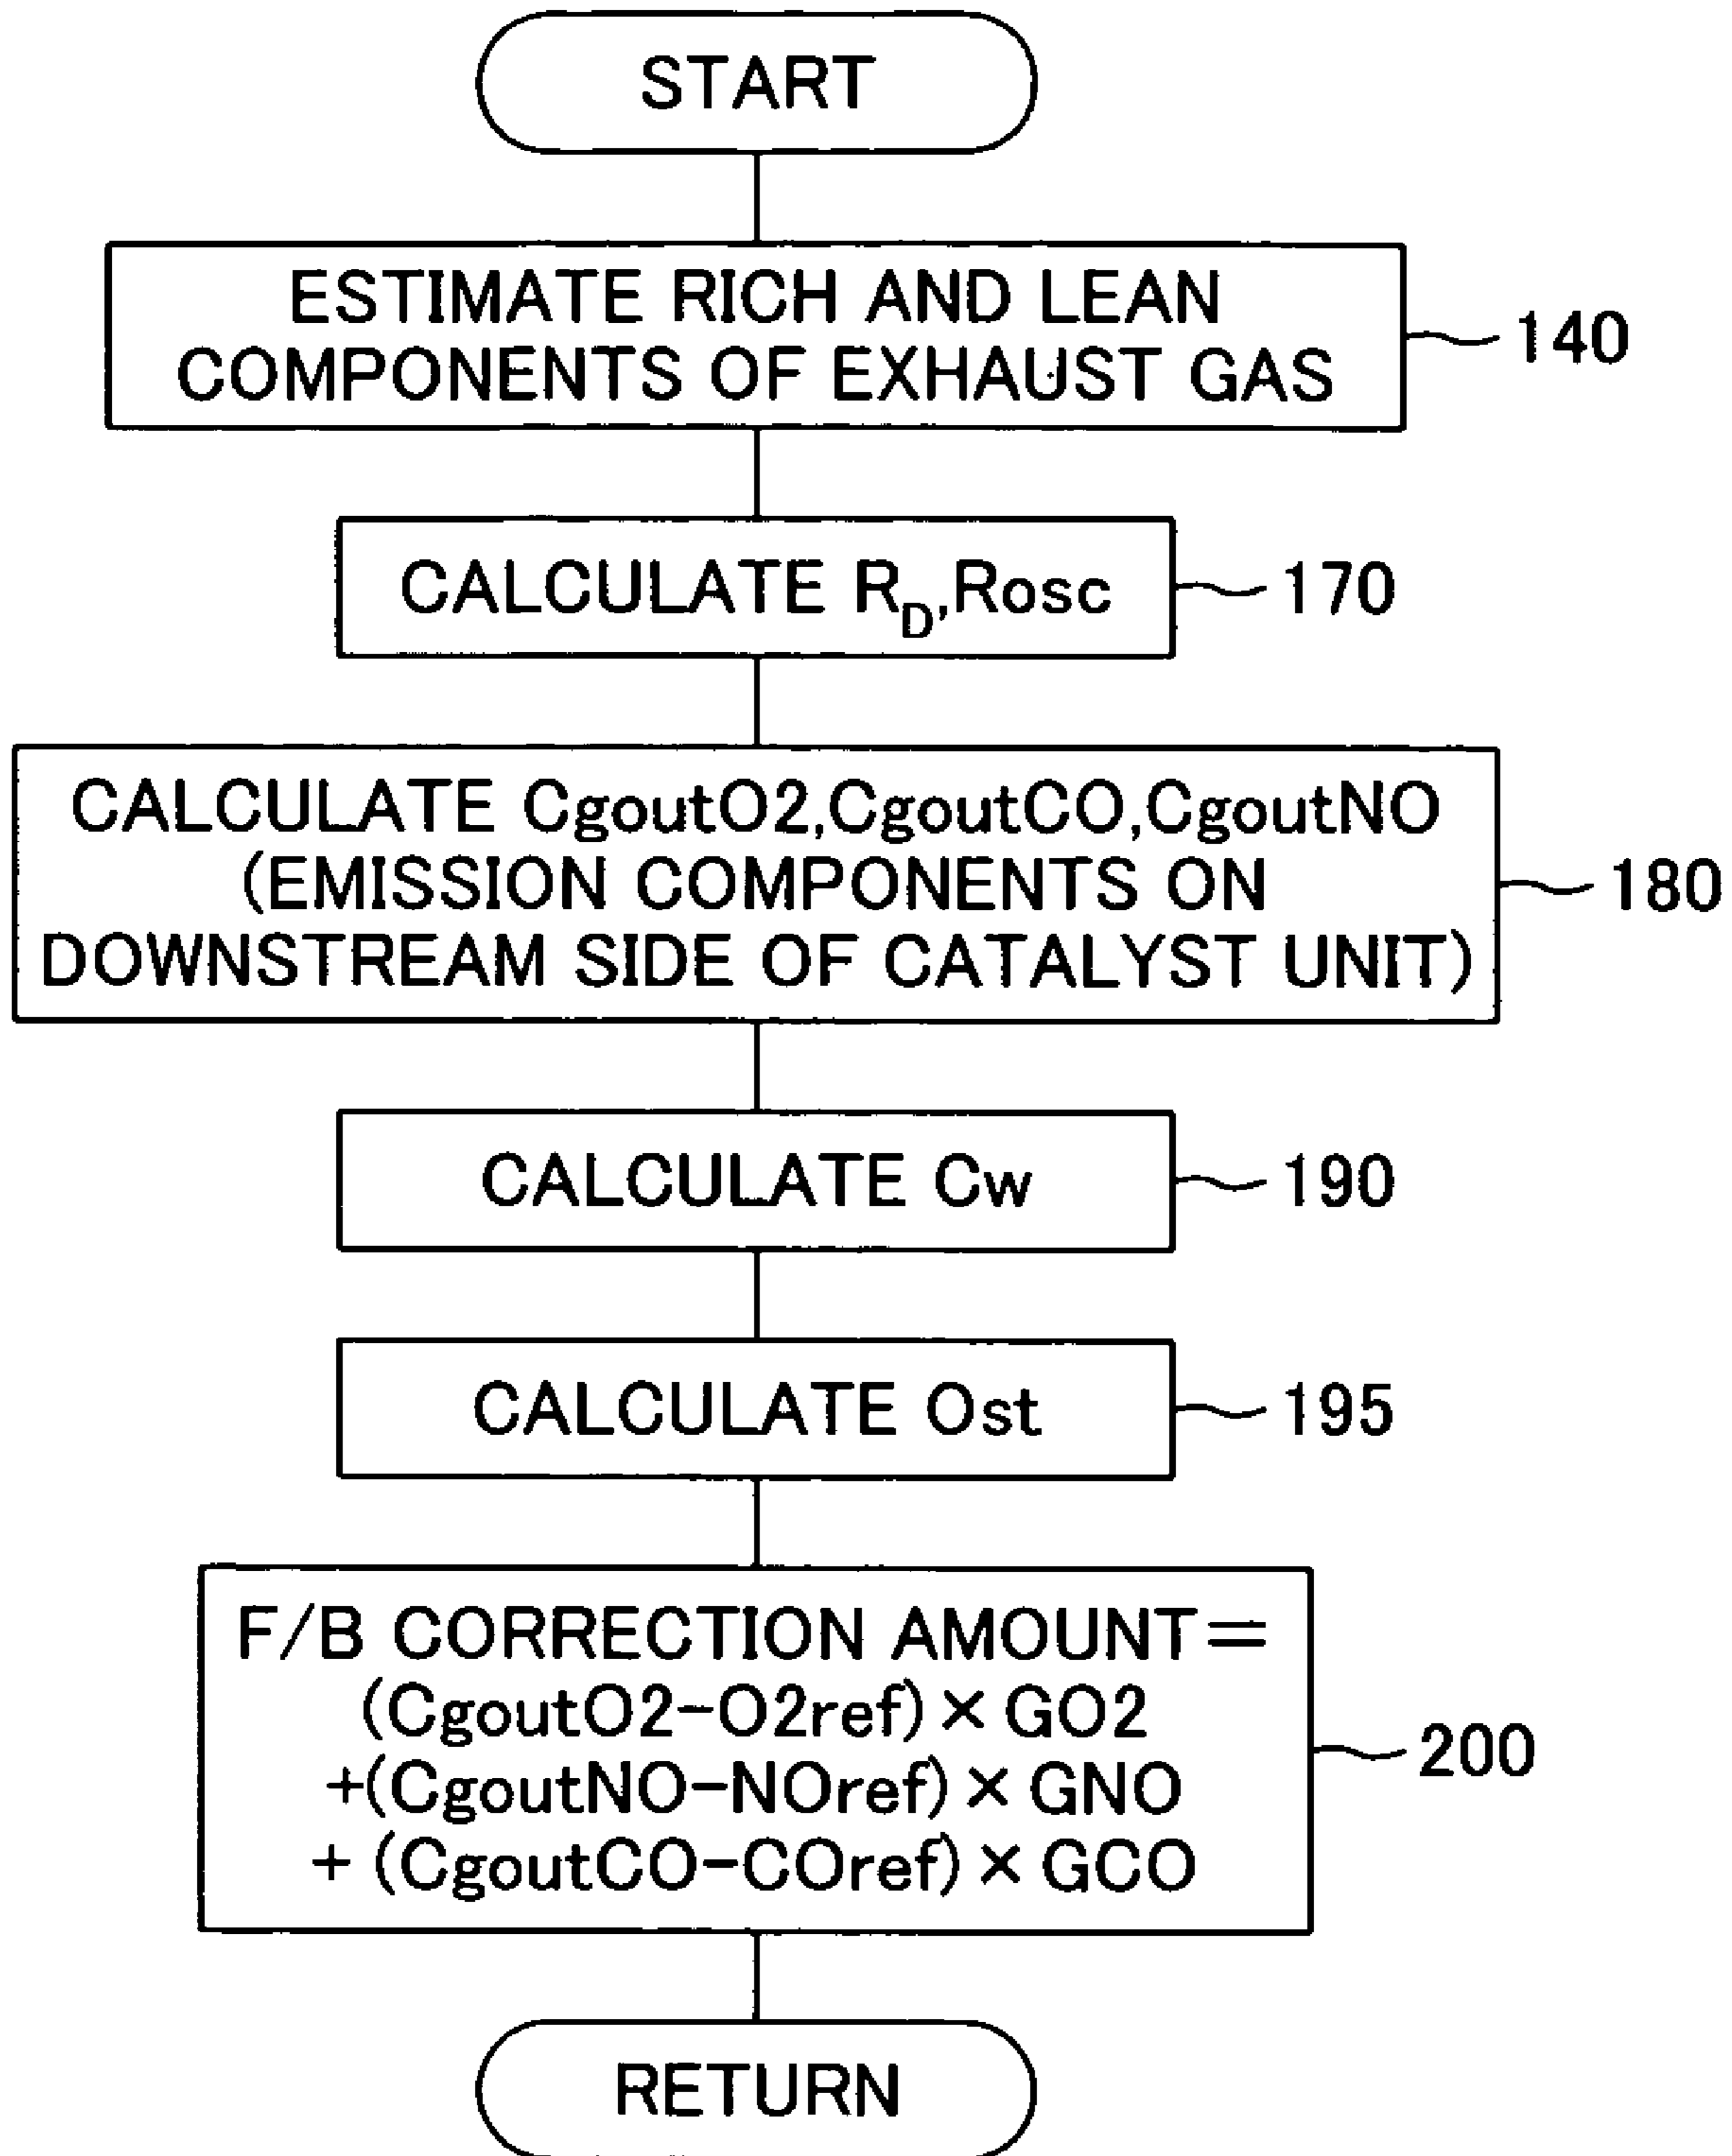 START
ESTIMATE RICH AND LEAN
COMPONENTS OF EXHAUST GAS
140
CALCULATE R_D,Rosc
170
CALCULATE CgoutO2,CgoutCO,CgoutNO
(EMISSION COMPONENTS ON
DOWNSTREAM SIDE OF CATALYST UNIT)
180
CALCULATE Cw
190
CALCULATE Ost
195
F/B CORRECTION AMOUNT=
(CgoutO2-O2ref)×GO2
+(CgoutNO-NOref)×GNO
+(CgoutCO-COref)×GCO
200
RETURN